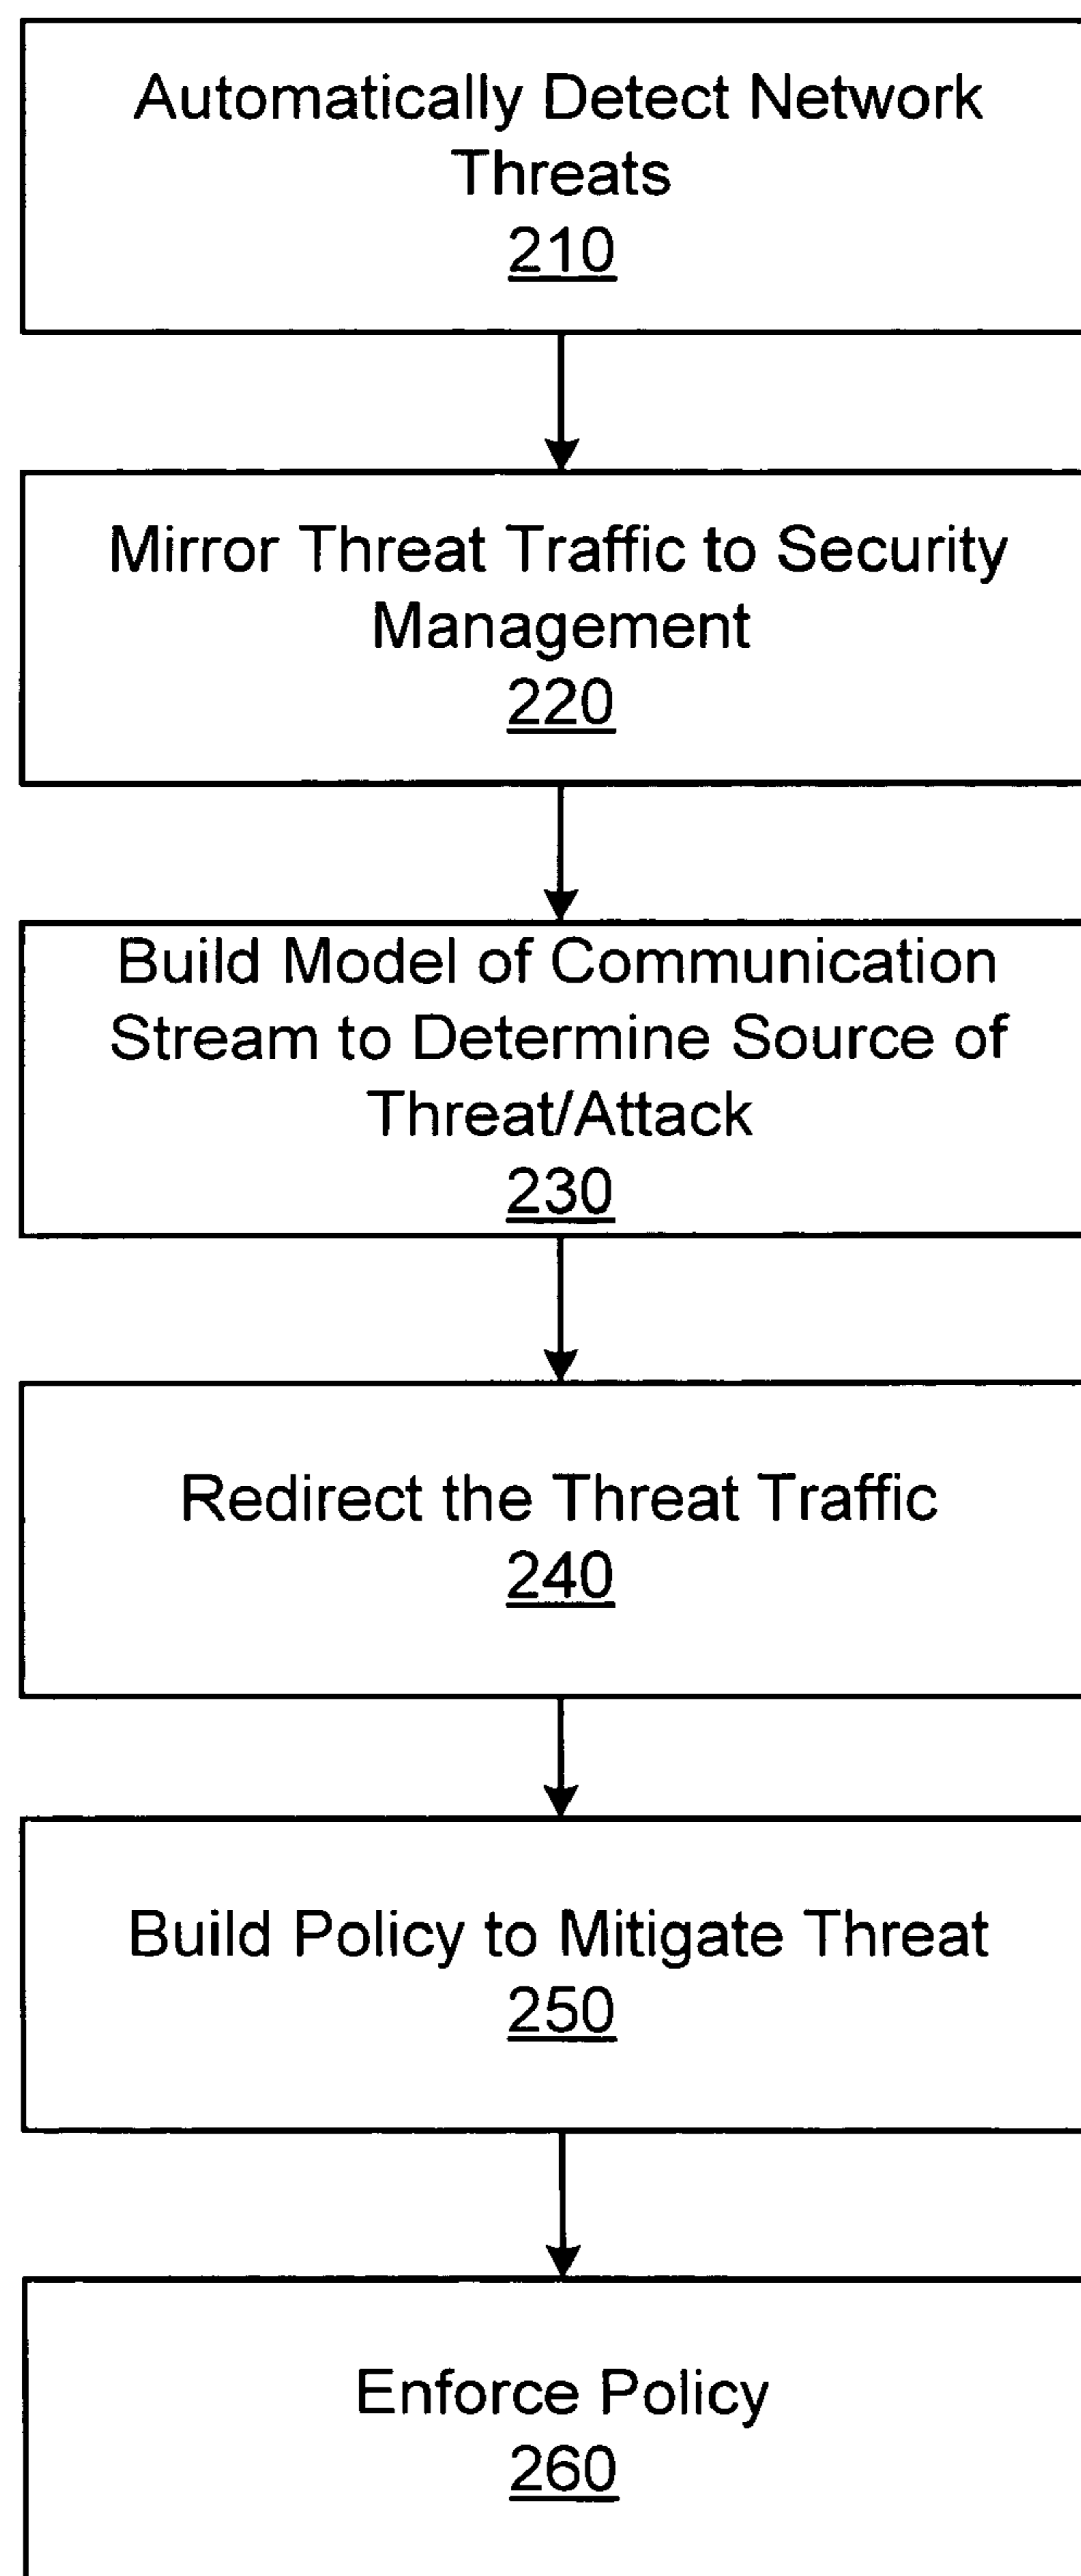 Automatically Detect Network
Threats
210
Mirror Threat Traffic to Security
Management
220
Build Model of Communication
Stream to Determine Source of
Threat/Attack
230
Redirect the Threat Traffic
240
Build Policy to Mitigate Threat
250
Enforce Policy
260